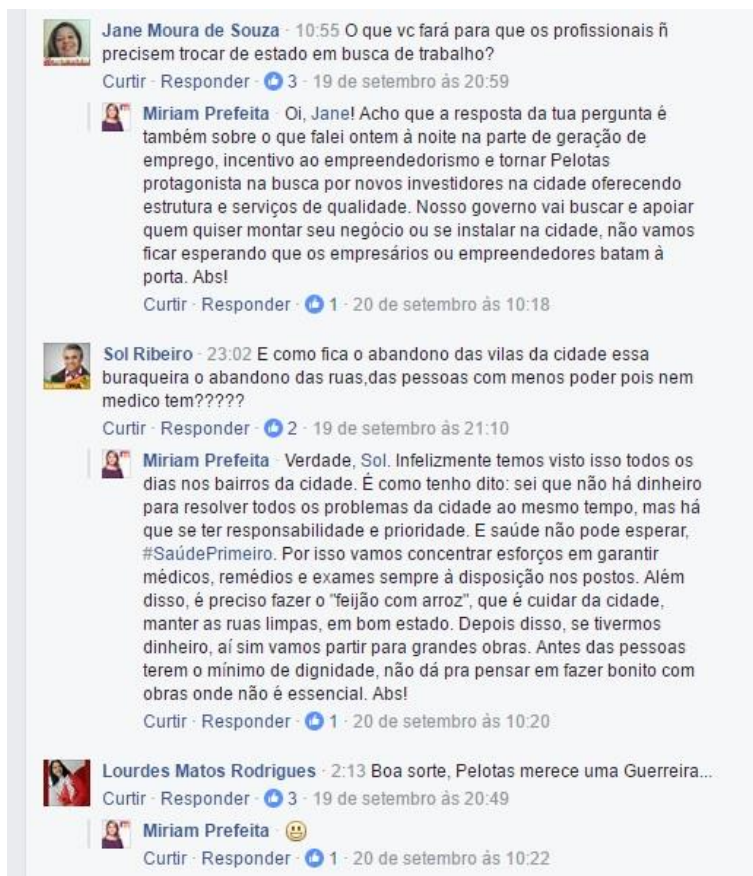 Jane Moura de Souza · 10:55 O que vc fará para que os profissionais ñ
precisem trocar de estado em busca de trabalho?
Curtir · Responder · 3 · 19 de setembro às 20:59
Miriam Prefeita · Oi, Jane! Acho que a resposta da tua pergunta é
também sobre o que falei ontem à noite na parte de geração de
emprego, incentivo ao empreendedorismo e tornar Pelotas
protagonista na busca por novos investidores na cidade oferecendo
estrutura e serviços de qualidade. Nosso governo vai buscar e apoiar
quem quiser montar seu negócio ou se instalar na cidade, não vamos
ficar esperando que os empresários ou empreendedores batam à
porta. Abs!
Curtir · Responder · 1 · 20 de setembro às 10:18
Sol Ribeiro · 23:02 E como fica o abandono das vilas da cidade essa
buraqueira o abandono das ruas,das pessoas com menos poder pois nem
medico tem?????
Curtir · Responder · 2 · 19 de setembro às 21:10
Miriam Prefeita · Verdade, Sol. Infelizmente temos visto isso todos os
dias nos bairros da cidade. É como tenho dito: sei que não há dinheiro
para resolver todos os problemas da cidade ao mesmo tempo, mas há
que se ter responsabilidade e prioridade. E saúde não pode esperar,
#SaúdePrimeiro. Por isso vamos concentrar esforços em garantir
médicos, remédios e exames sempre à disposição nos postos. Além
disso, é preciso fazer o "feijão com arroz", que é cuidar da cidade,
manter as ruas limpas, em bom estado. Depois disso, se tivermos
dinheiro, aí sim vamos partir para grandes obras. Antes das pessoas
terem o mínimo de dignidade, não dá pra pensar em fazer bonito com
obras onde não é essencial. Abs!
Curtir · Responder · 1 · 20 de setembro às 10:20
Lourdes Matos Rodrigues · 2:13 Boa sorte, Pelotas merece uma Guerreira...
Curtir · Responder · 3 · 19 de setembro às 20:49
Miriam Prefeita · 😃
Curtir · Responder · 1 · 20 de setembro às 10:22